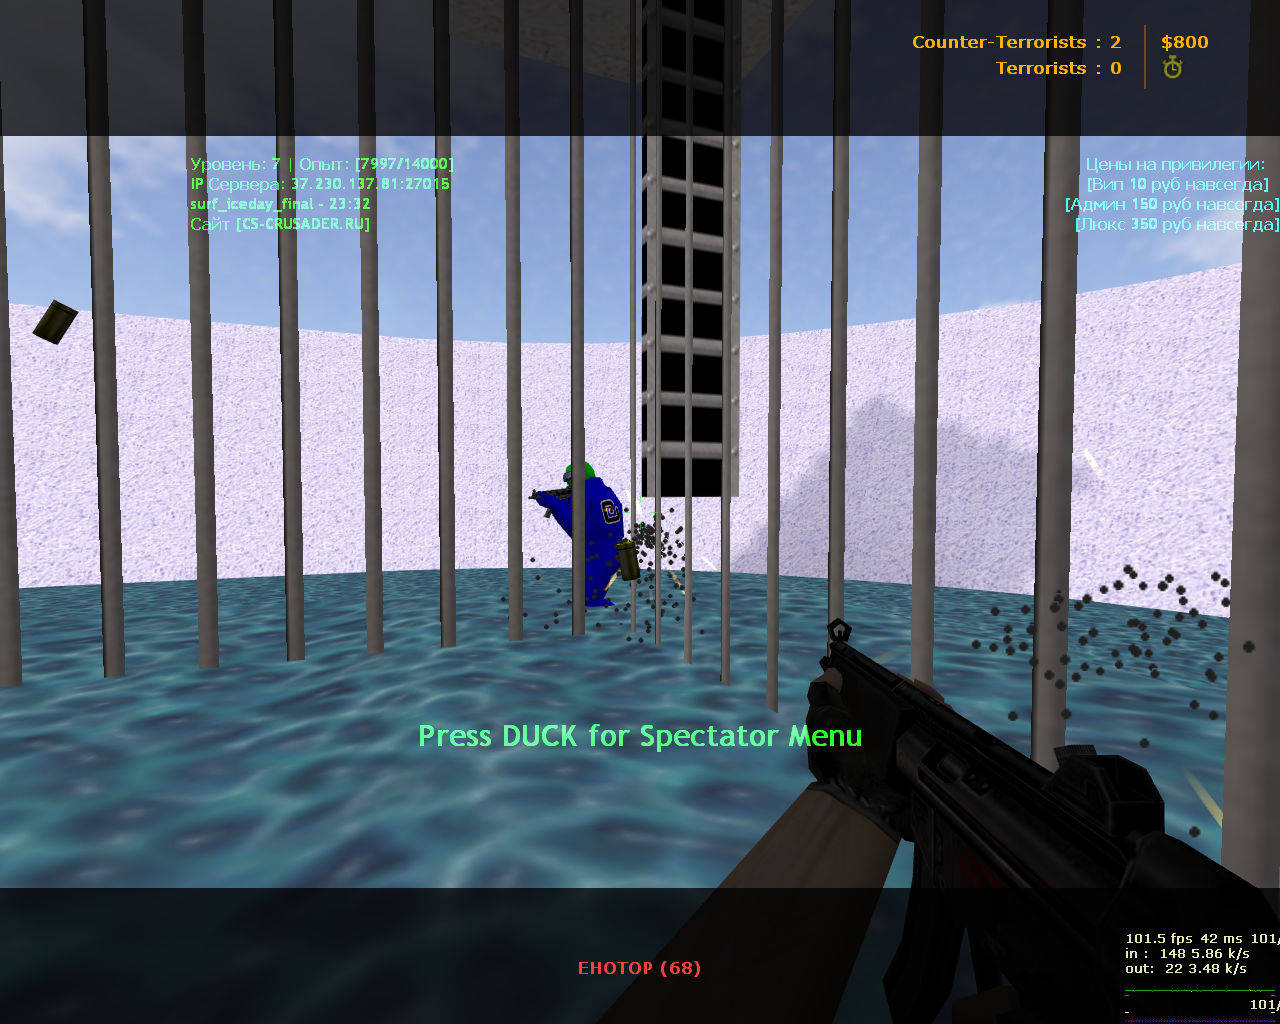 Counter-Terrorists : 2 $800
Terrorists : 0
Уровень: 7 | Опыт: [7997/14000]
IP Сервера: 37.230.137.81:27015
surf_iceday_final - 23:32
Сайт [CS-CRUSADER.RU]
Цены на привилегии:
[Вип 10 руб навсегда]
[Админ 150 руб навсегда]
[Люкс 350 руб навсегда]
Press DUCK for Spectator Menu
ЕНОТОР (68)
101.5 fps 42 ms 101/
in : 148 5.86 k/s
out: 22 3.48 k/s
101/